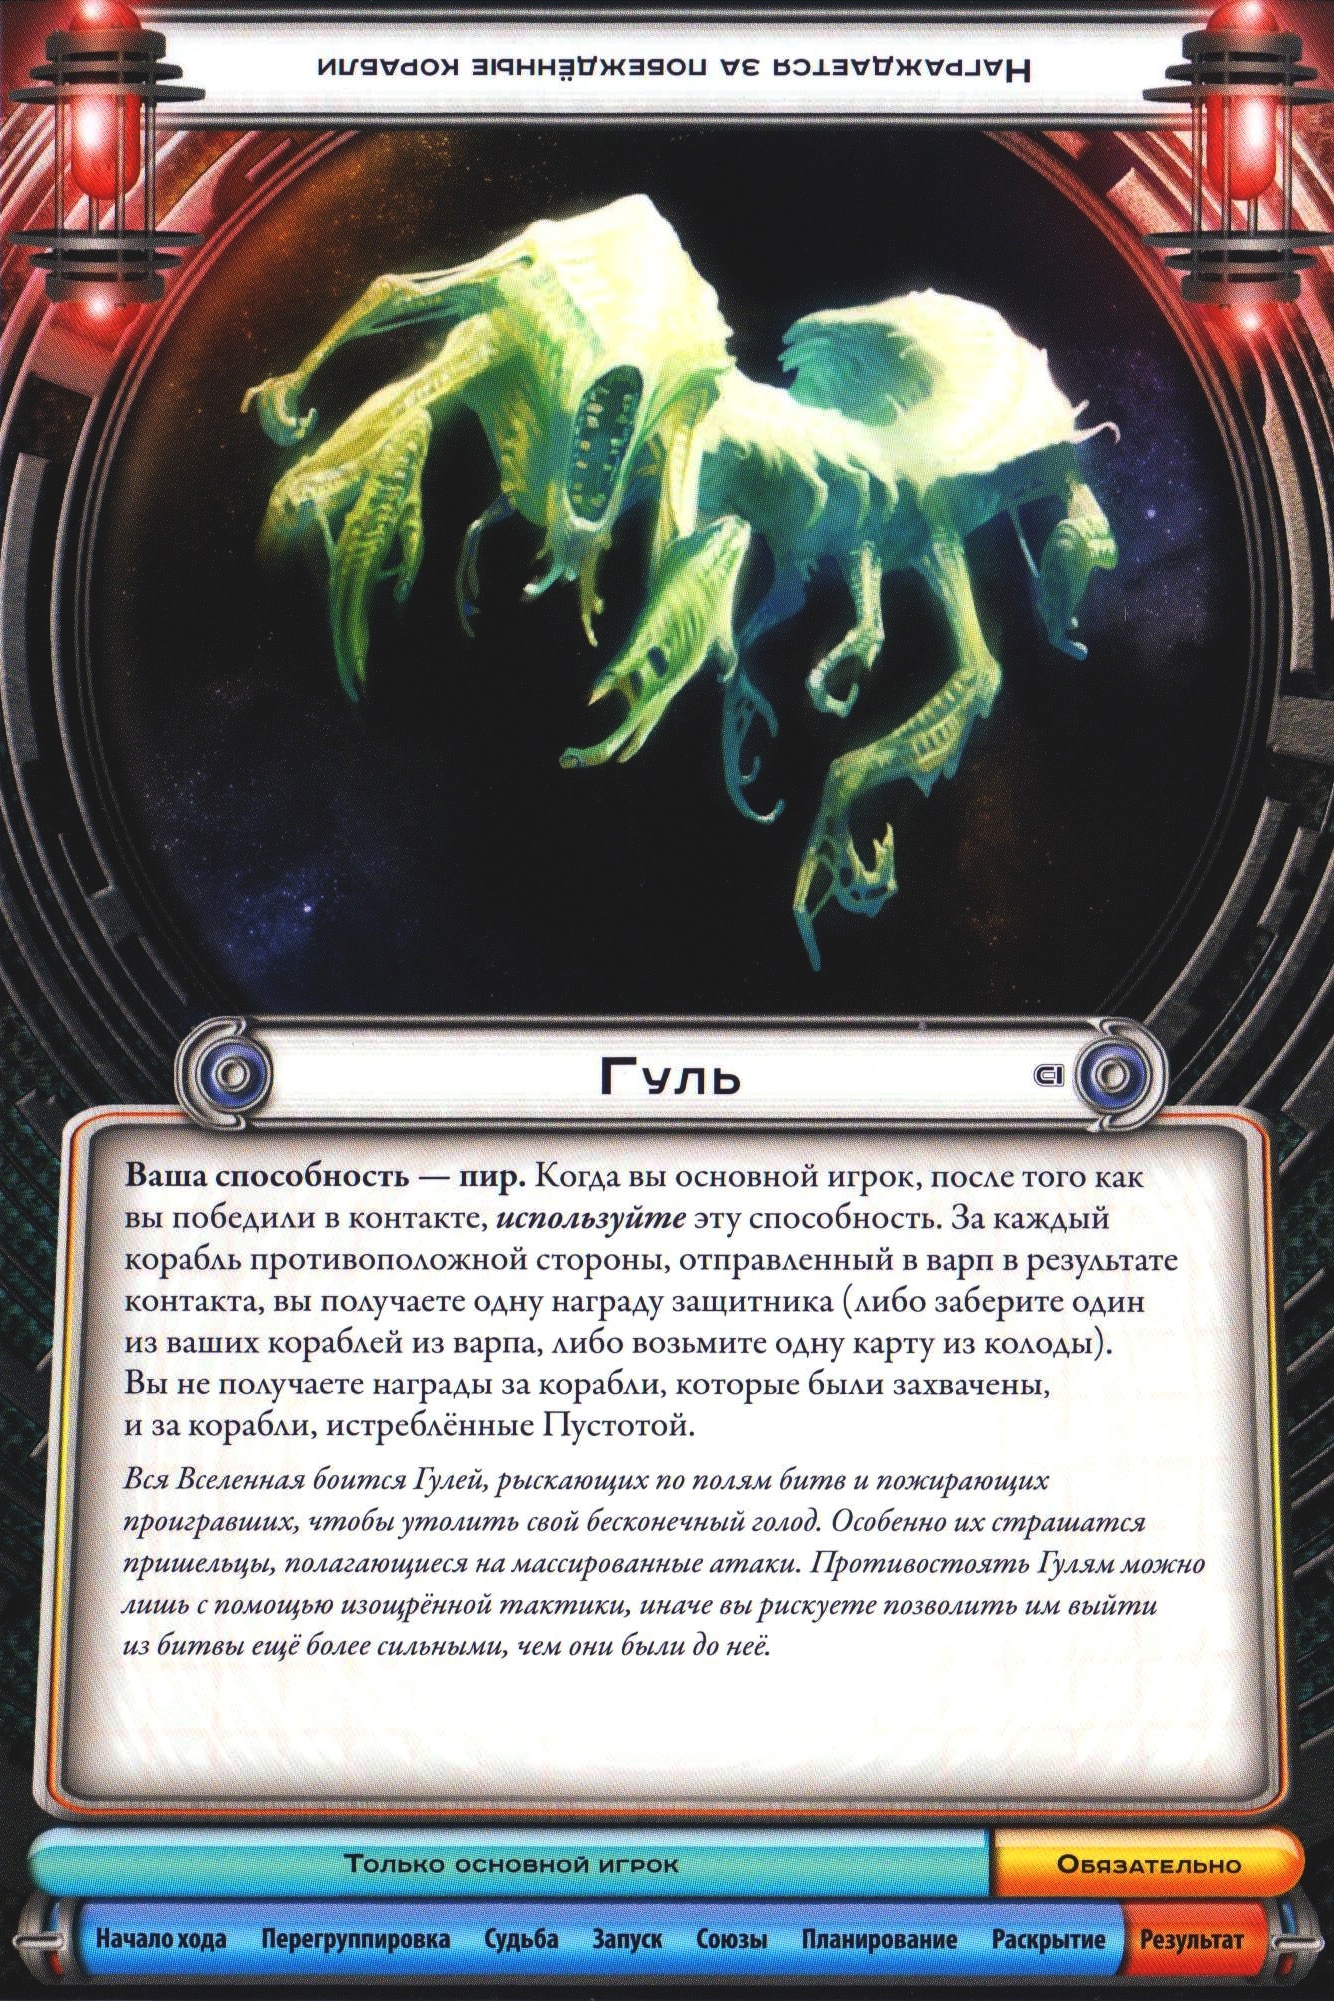 Награждается за побеждённые корабли
Гуль
Ваша способность — пир. Когда вы основной игрок, после того как
вы победили в контакте, используйте эту способность. За каждый
корабль противоположной стороны, отправленный в варп в результате
контакта, вы получаете одну награду защитника (либо заберите один
из ваших кораблей из варпа, либо возьмите одну карту из колоды).
Вы не получаете награды за корабли, которые были захвачены,
и за корабли, истреблённые Пустотой.
Вся Вселенная боится Гулей, рыскающих по полям битв и пожирающих
проигравших, чтобы утолить свой бесконечный голод. Особенно их страшатся
пришельцы, полагающиеся на массированные атаки. Противостоять Гулям можно
лишь с помощью изощрённой тактики, иначе вы рискуете позволить им выйти
из битвы ещё более сильными, чем они были до неё.
Только основной игрок Обязательно
Начало хода Перегруппировка Судьба Запуск Союзы Планирование Раскрытие Результат